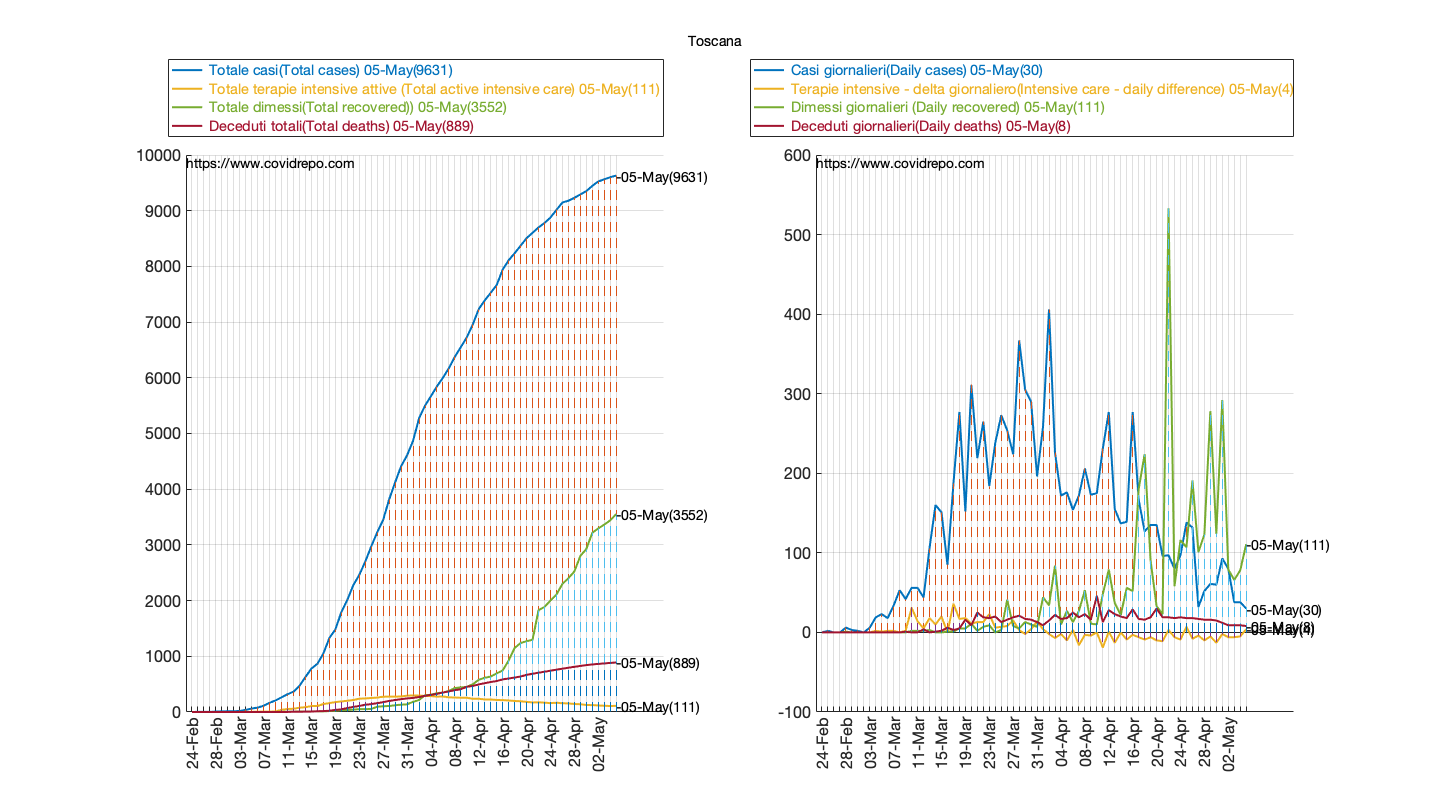 Toscana
Totale casi(Total cases) 05-May(9631)
Totale terapie intensive attive (Total active intensive care) 05-May(111)
Totale dimessi(Total recovered)) 05-May(3552)
Deceduti totali(Total deaths) 05-May(889)
https://www.covidrepo.com
10000
9000
8000
7000
6000
5000
4000
3000
2000
1000
0
05-May(9631)
05-May(3552)
05-May(889)
05-May(111)
24-Feb
28-Feb
03-Mar
07-Mar
11-Mar
15-Mar
19-Mar
23-Mar
27-Mar
31-Mar
04-Apr
08-Apr
12-Apr
16-Apr
20-Apr
24-Apr
28-Apr
02-May
Casi giornalieri(Daily cases) 05-May(30)
Terapie intensive - delta giornaliero(Intensive care - daily difference) 05-May(4)
Dimessi giornalieri (Daily recovered) 05-May(111)
Deceduti giornalieri(Daily deaths) 05-May(8)
https://www.covidrepo.com
600
500
400
300
200
100
0
-100
05-May(111)
05-May(30)
05-May(8)
05-May(4)
24-Feb
28-Feb
03-Mar
07-Mar
11-Mar
15-Mar
19-Mar
23-Mar
27-Mar
31-Mar
04-Apr
08-Apr
12-Apr
16-Apr
20-Apr
24-Apr
28-Apr
02-May